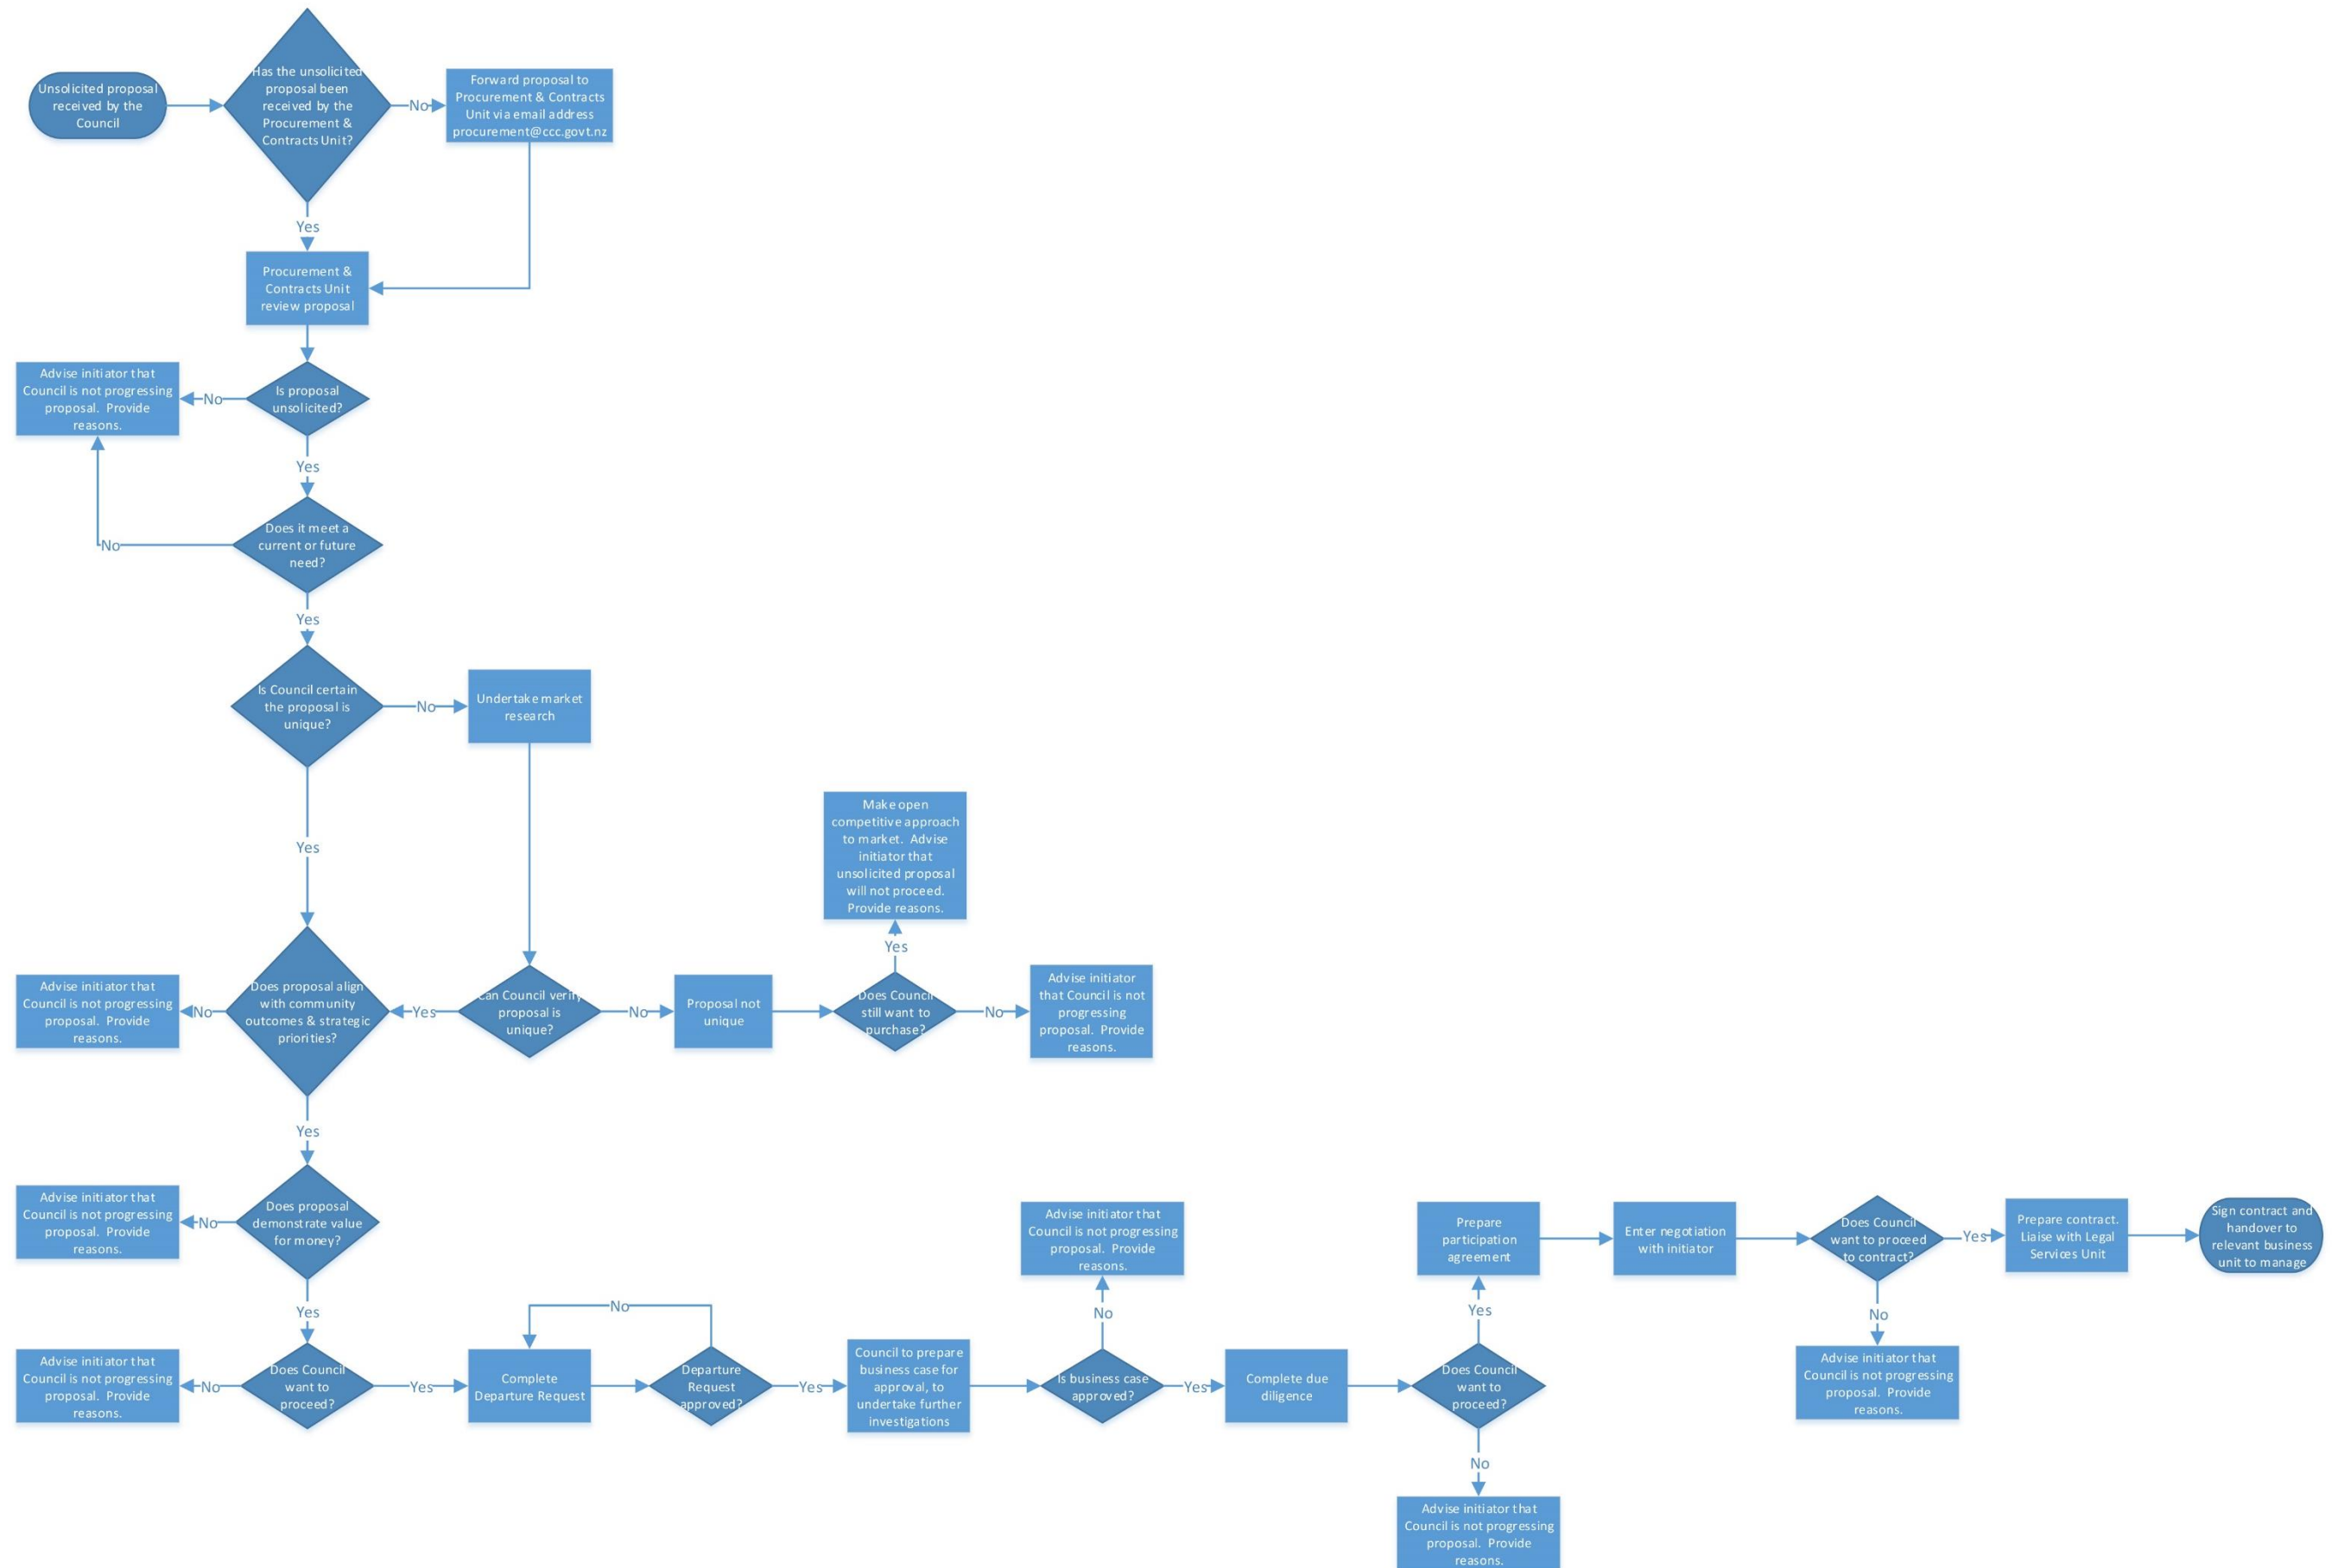 Unsolicited proposal
received by the
Council
Has the unsolicited
proposal been
received by the
Procurement &
Contracts Unit?
No
Forward proposal to
Procurement & Contracts
Unit via email address
procurement@ccc.govt.nz
Yes
Procurement &
Contracts Unit
review proposal
Advise initiator that
Council is not progressing
proposal. Provide
reasons.
No
Is proposal
unsolicited?
Yes
No
Does it meet a
current or future
need?
Yes
Is Council certain
the proposal is
unique?
No
Undertake market
research
Yes
Make open
competitive approach
to market. Advise
initiator that
unsolicited proposal
will not proceed.
Provide reasons.
Yes
Advise initiator that
Council is not progressing
proposal. Provide
reasons.
No
Does proposal align
with community
outcomes & strategic
priorities?
Yes
Can Council verify
proposal is
unique?
No
Proposal not
unique
Does Council
still want to
purchase?
No
Advise initiator
that Council is not
progressing
proposal. Provide
reasons.
Yes
Advise initiator that
Council is not progressing
proposal. Provide
reasons.
No
Does proposal
demonstrate value
for money?
Yes
Advise initiator that
Council is not progressing
proposal. Provide
reasons.
No
Does Council
want to
proceed?
Yes
Complete
Departure Request
No
Departure
Request
approved?
Yes
Council to prepare
business case for
approval, to
undertake further
investigations
Is business case
approved?
No
Advise initiator that
Council is not progressing
proposal. Provide
reasons.
Yes
Complete due
diligence
Does Council
want to
proceed?
No
Advise initiator that
Council is not progressing
proposal. Provide
reasons.
Yes
Prepare
participation
agreement
Enter negotiation
with initiator
Does Council
want to proceed
to contract?
No
Advise initiator that
Council is not progressing
proposal. Provide
reasons.
Yes
Prepare contract.
Liaise with Legal
Services Unit
Sign contract and
handover to
relevant business
unit to manage